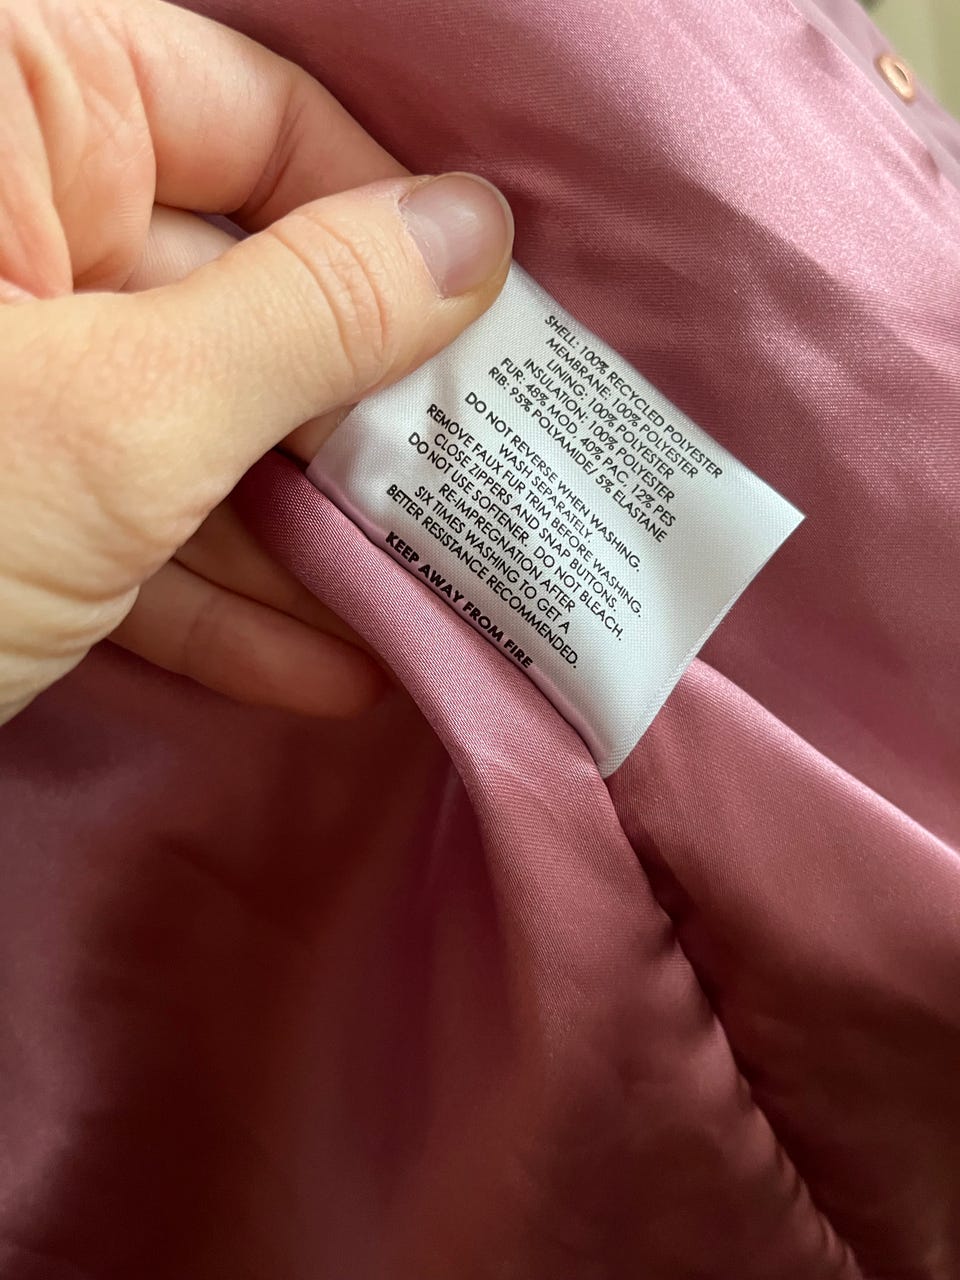 SHELL: 100% RECYCLED POLYESTER
MEMBRANE: 100% POLYESTER
LINING: 100% POLYESTER
INSULATION: 100% POLYESTER
FUR: 48% MOD. 40% PAC. 12% PES
RIB: 95% POLYAMIDE/ 5% ELASTANE
DO NOT REVERSE WHEN WASHING.
WASH SEPARATELY.
REMOVE FAUX FUR TRIM BEFORE WASHING.
CLOSE ZIPPERS AND SNAP BUTTONS.
DO NOT USE SOFTENER. DO NOT BLEACH.
RE-IMPREGNATION AFTER
SIX TIMES WASHING TO GET A
BETTER RESISTANCE RECOMMENDED.
KEEP AWAY FROM FIRE